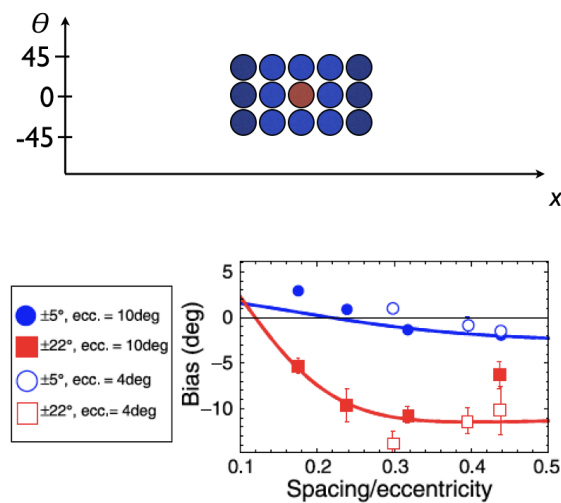 θ
45
0
-45
x
±5°, ecc. = 10deg
±22°, ecc. = 10deg
±5°, ecc. = 4deg
±22°, ecc.= 4deg
Bias (deg)
5
0
−5
−10
0.1 0.2 0.3 0.4 0.5
Spacing/eccentricity